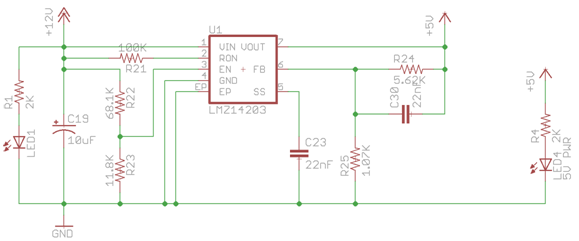 +12V
U1
+5V
1 VIN VOUT 7
100K
2 RON
R21
3 EN + FB 6
4 GND
EP EP SS 5
LMZ14203
R24
5.62K
C30
22nF
+5V
R1
2K
LED1
C19
10uF
68.1K
R22
11.8K
R23
C23
22nF
R25
1.07K
R4
2K
LED4
5V PWR
GND